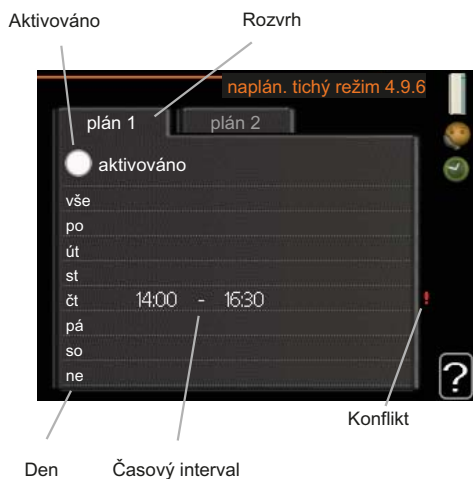 Aktivováno Rozvrh
naplán. tichý režim 4.9.6
plán 1 plán 2
aktivováno
vše
po
út
st
čt 14:00 - 16:30 !
pá
so
ne
?
Konflikt
Den Časový interval